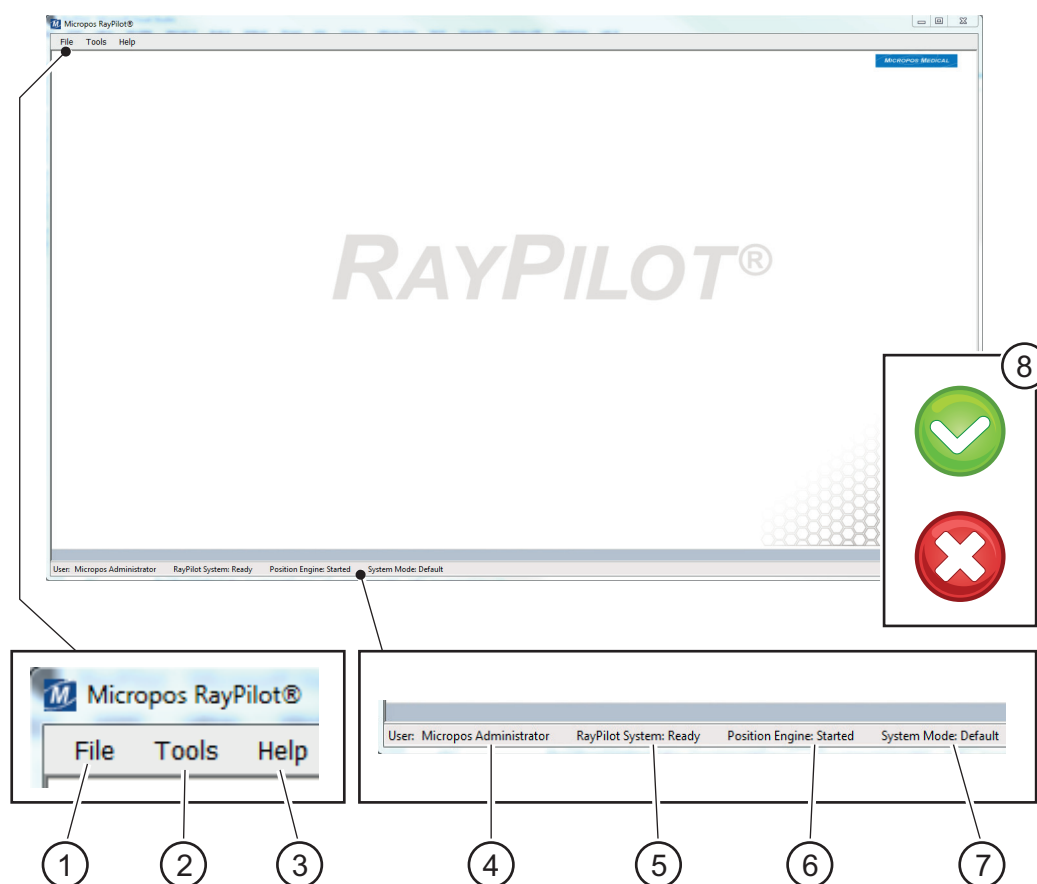 Micropos RayPilot®
File Tools Help
MICROPOS MEDICAL
RAYPILOT®
8
User: Micropos Administrator RayPilot System: Ready Position Engine: Started System Mode: Default
Micropos RayPilot®
File Tools Help
User: Micropos Administrator RayPilot System: Ready Position Engine: Started System Mode: Default
1 2 3 4 5 6 7